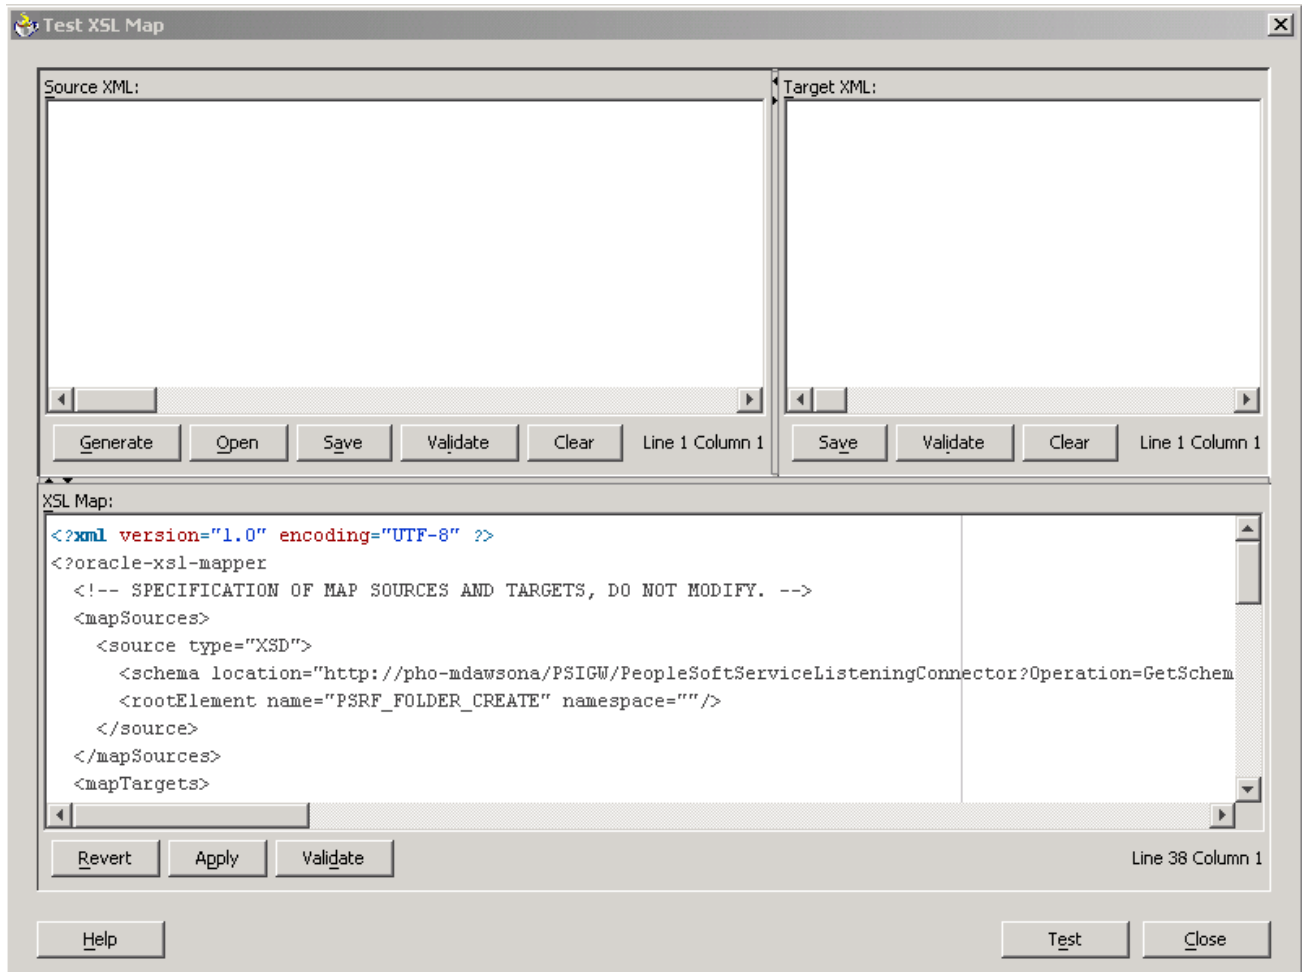 Test XSL Map
Source XML:
Target XML:
Generate Open Save Validate Clear Line 1 Column 1
Save Validate Clear Line 1 Column 1
XSL Map:
<?xml version="1.0" encoding="UTF-8" ?>
<?oracle-xsl-mapper
<!-- SPECIFICATION OF MAP SOURCES AND TARGETS, DO NOT MODIFY. -->
<mapSources>
<source type="XSD">
<schema location="http://pho-mdawsona/PSIGW/PeopleSoftServiceListeningConnector?Operation=GetSchem
<rootElement name="PSRF_FOLDER_CREATE" namespace=""/>
</source>
</mapSources>
<mapTargets>
Revert Apply Validate Line 38 Column 1
Help Test Close